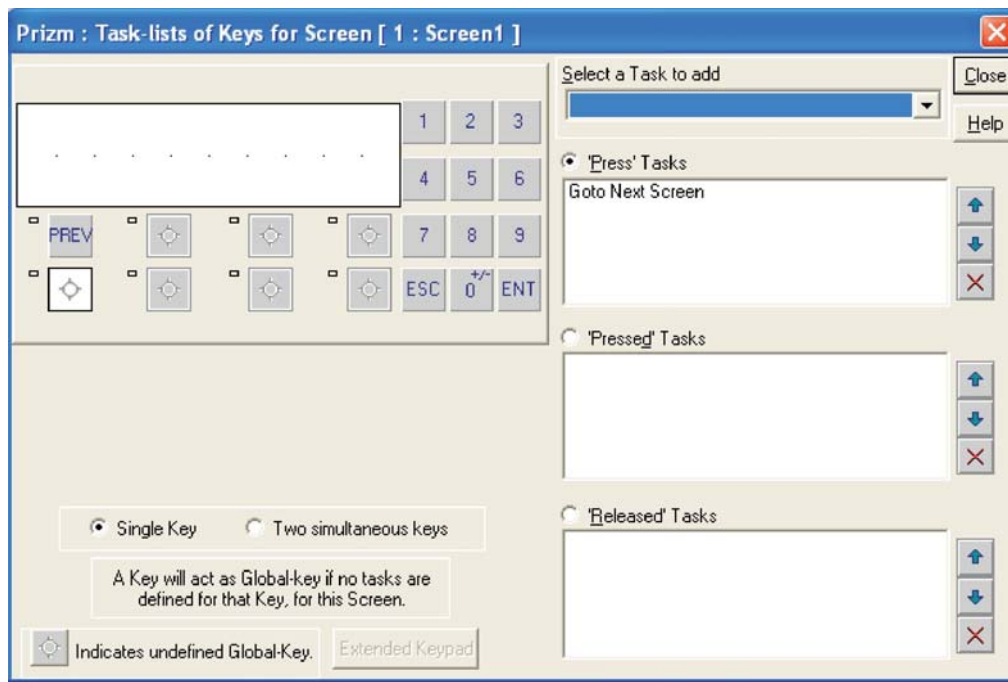 Prizm : Task-lists of Keys for Screen [ 1 : Screen1 ]
Select a Task to add
Close
Help
1 2 3
4 5 6
PREV 7 8 9
ESC 0 +/- ENT
'Press' Tasks
Goto Next Screen
'Pressed' Tasks
'Released' Tasks
Single Key Two simultaneous keys
A Key will act as Global-key if no tasks are
defined for that Key, for this Screen.
Indicates undefined Global-Key. Extended Keypad